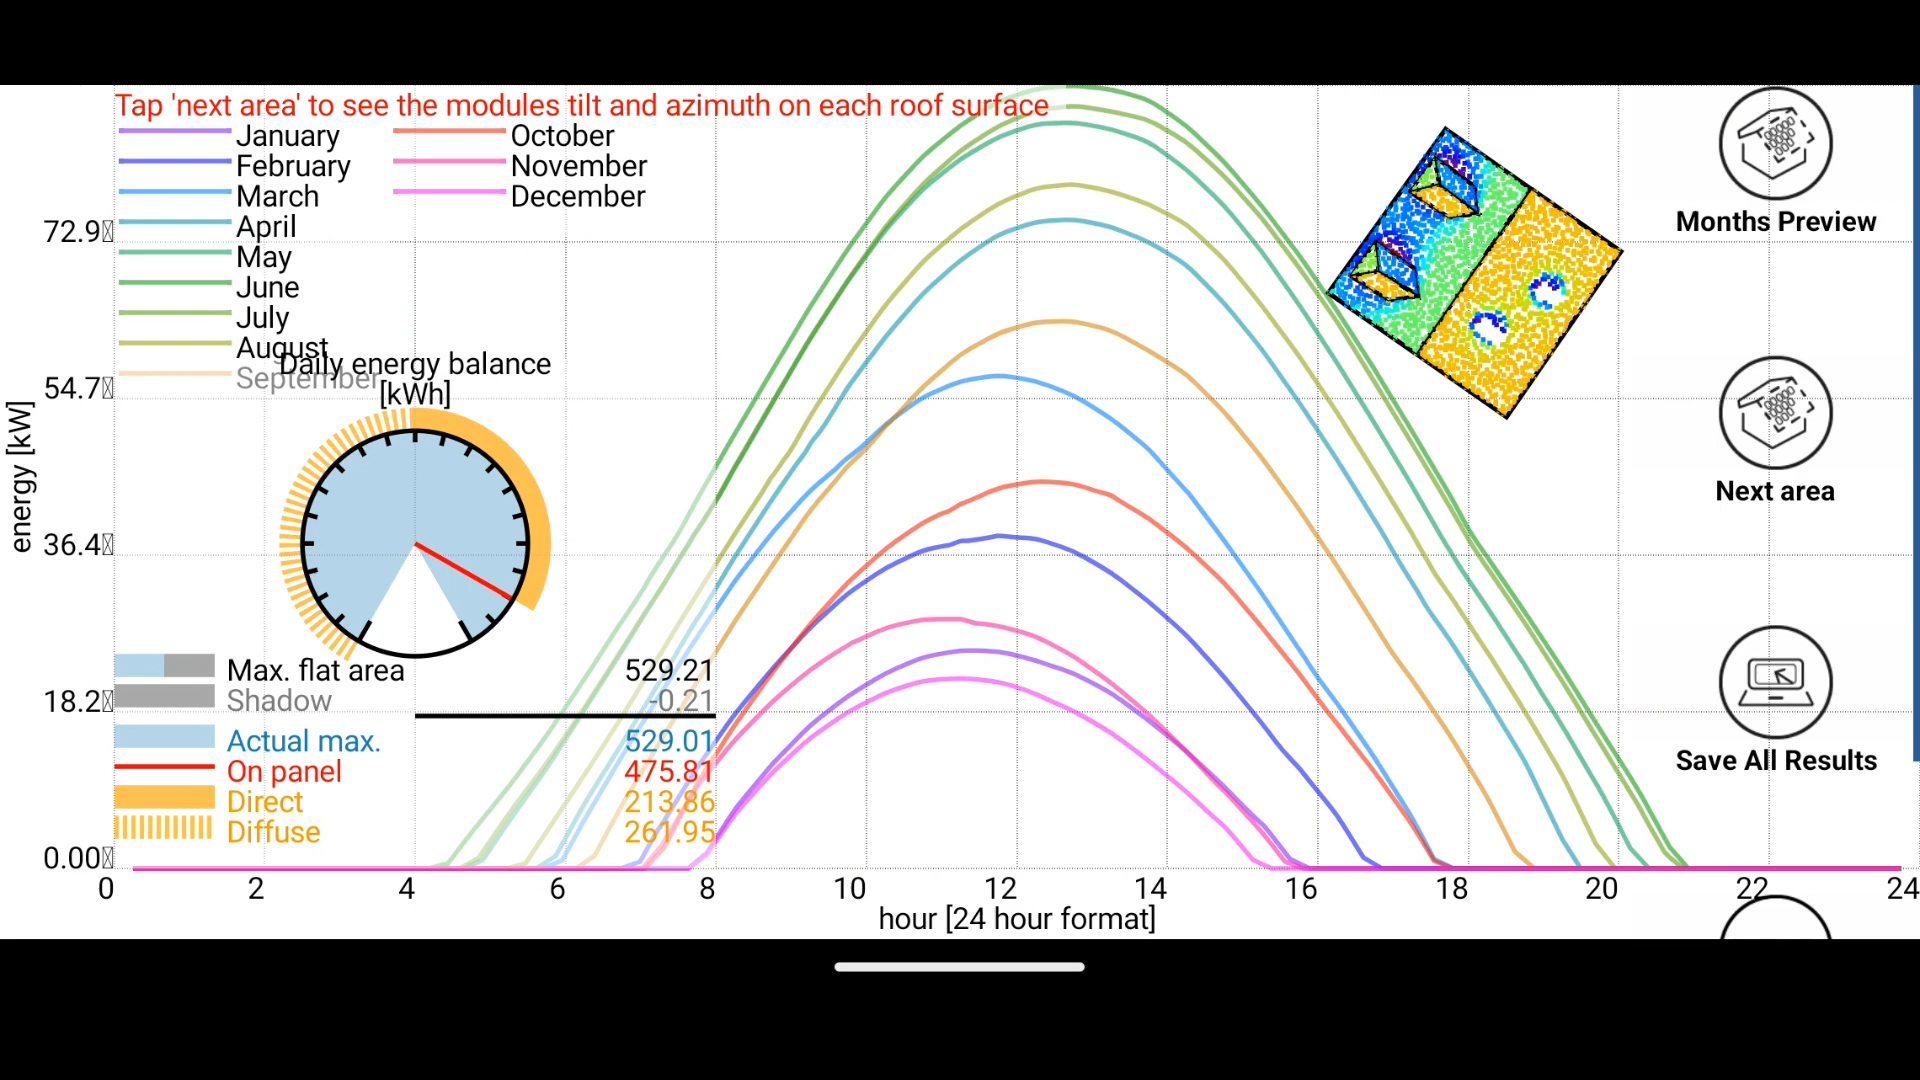 Tap 'next area' to see the modules tilt and azimuth on each roof surface
January
February
March
April
May
June
July
August
September
October
November
December
Daily energy balance
[kWh]
Max. flat area 529.21
Shadow -0.21
Actual max. 529.01
On panel 475.81
Direct 213.86
Diffuse 261.95
energy [kW]
72.9
54.7
36.4
18.2
0.00
0 2 4 6 8 10 12 14 16 18 20 22 24
hour [24 hour format]
Months Preview
Next area
Save All Results